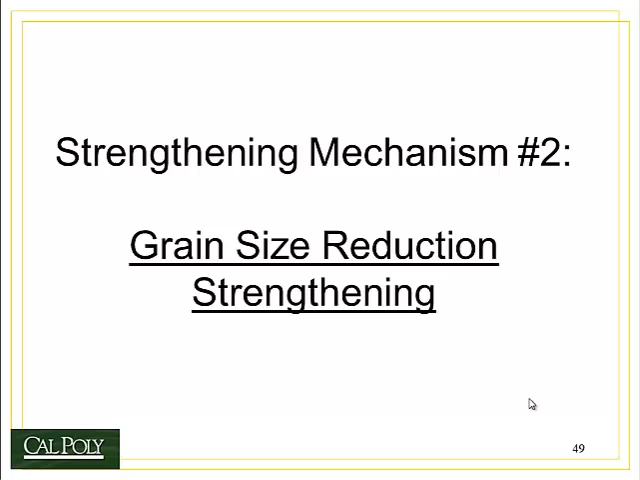 Strengthening Mechanism #2:
Grain Size Reduction
Strengthening
CAL POLY
49